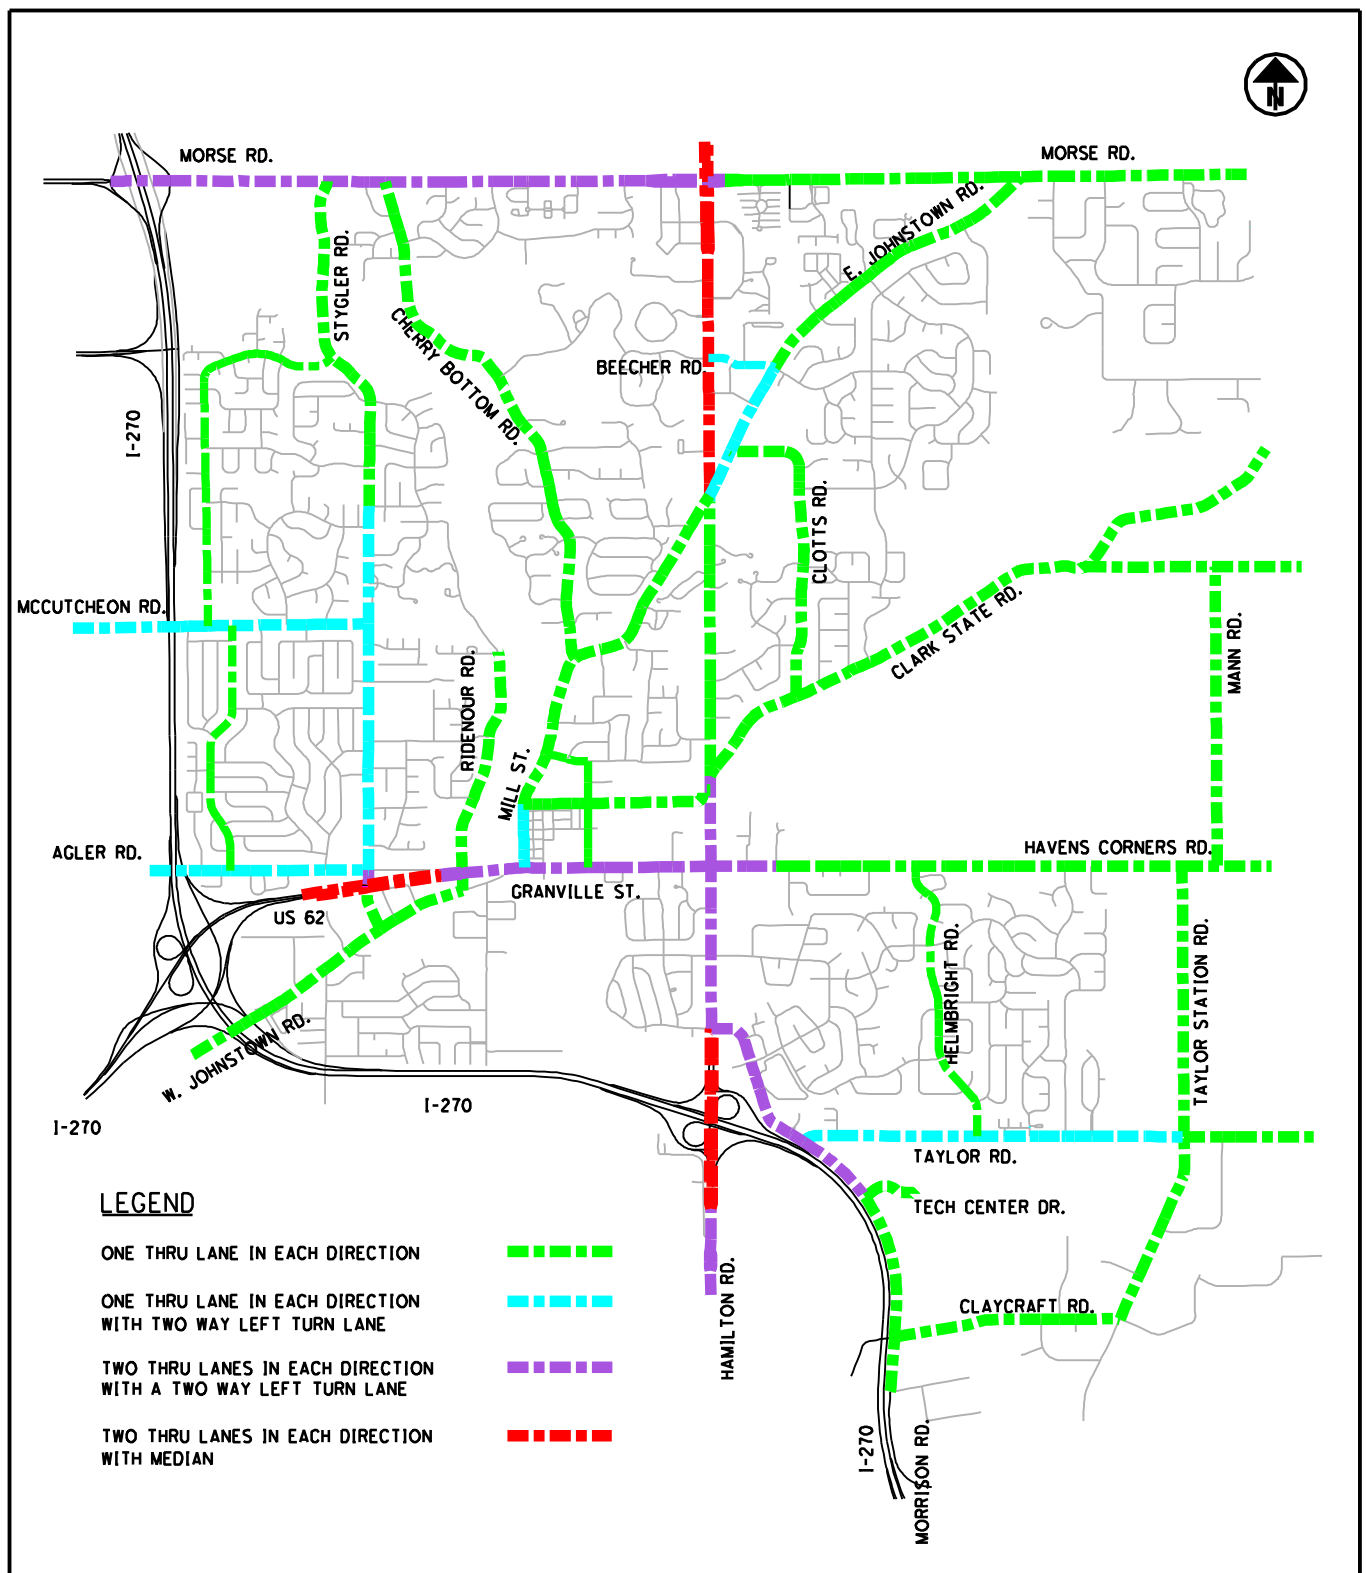 N
MORSE RD.
MORSE RD.
E. JOHNSTOWN RD.
STYGLER RD.
CHERRY BOTTOM RD.
BEECHER RD.
I-270
CLOTTS RD.
MCCUTCHEON RD.
CLARK STATE RD.
MANN RD.
RIDENOUR RD.
MILL ST.
AGLER RD.
HAVENS CORNERS RD.
GRANVILLE ST.
US 62
HELMBRIGHT RD.
TAYLOR STATION RD.
W. JOHNSTOWN RD.
I-270
I-270
TAYLOR RD.
TECH CENTER DR.
HAMILTON RD.
CLAYCRAFT RD.
I-270
MORRISON RD.
LEGEND
ONE THRU LANE IN EACH DIRECTION
ONE THRU LANE IN EACH DIRECTION
WITH TWO WAY LEFT TURN LANE
TWO THRU LANES IN EACH DIRECTION
WITH A TWO WAY LEFT TURN LANE
TWO THRU LANES IN EACH DIRECTION
WITH MEDIAN